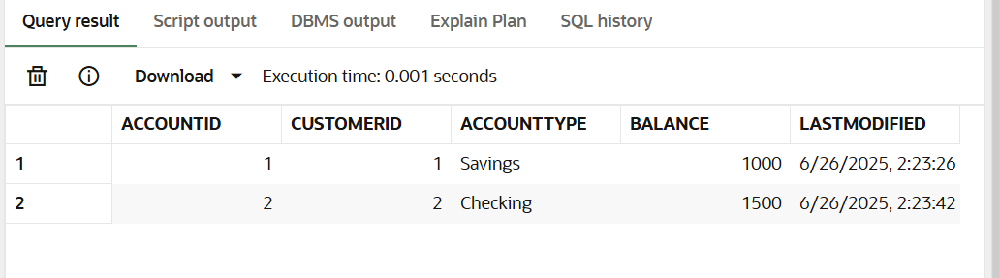 Query result Script output DBMS output Explain Plan SQL history
Download Execution time: 0.001 seconds
ACCOUNTID CUSTOMERID ACCOUNTTYPE BALANCE LASTMODIFIED
1 1 1 Savings 1000 6/26/2025, 2:23:26
2 2 2 Checking 1500 6/26/2025, 2:23:42